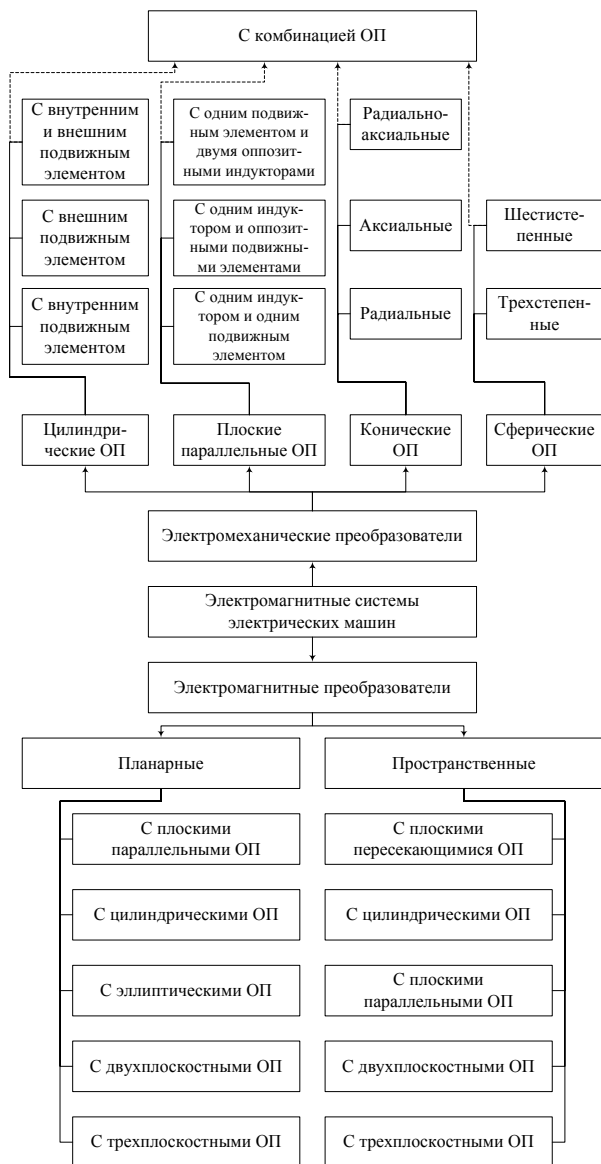 С комбинацией ОП
С внутренним
и внешним
подвижным
элементом
С одним подвиж-
ным элементом и
двумя оппозит-
ными индукторами
Радиально-
аксиальные
С внешним
подвижным
элементом
С одним индук-
тором и оппозит-
ными подвижны-
ми элементами
Аксиальные
Шестисте-
пенные
С внутренним
подвижным
элементом
С одним индук-
тором и одним
подвижным
элементом
Радиальные
Трехстепен-
ные
Цилиндри-
ческие ОП
Плоские
параллельные ОП
Конические
ОП
Сферические
ОП
Электромеханические преобразователи
Электромагнитные системы
электрических машин
Электромагнитные преобразователи
Планарные
Пространственные
С плоскими
параллельными ОП
С плоскими
пересекающимися ОП
С цилиндрическими ОП
С цилиндрическими ОП
С эллиптическими ОП
С плоскими
параллельными ОП
С двухплоскостными ОП
С двухплоскостными ОП
С трехплоскостными ОП
С трехплоскостными ОП